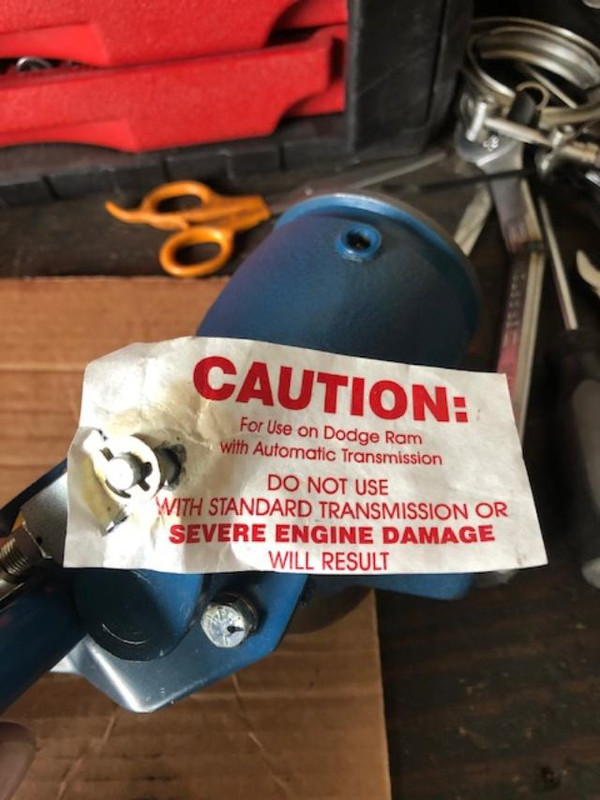 CAUTION:
For Use on Dodge Ram
with Automatic Transmission
DO NOT USE
WITH STANDARD TRANSMISSION OR
SEVERE ENGINE DAMAGE
WILL RESULT